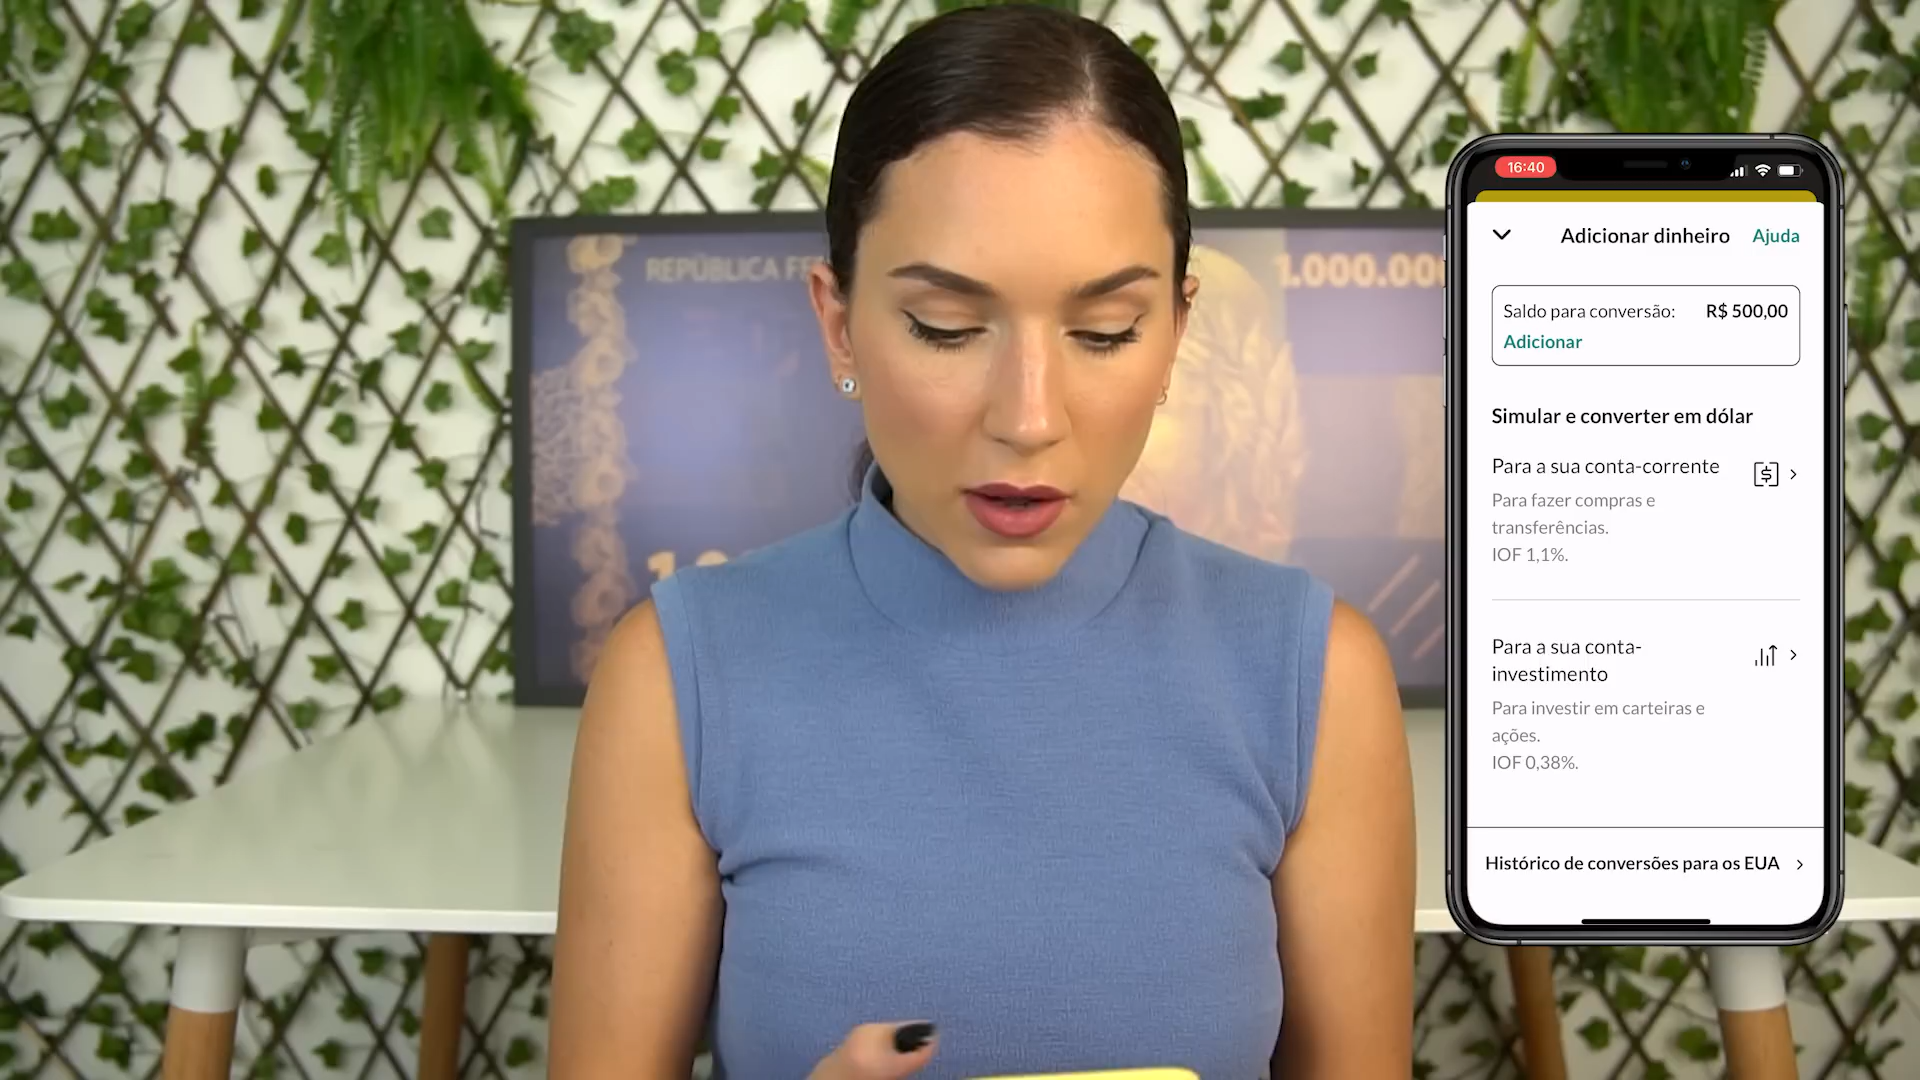 REPÚBLICA FE
1.000.00
16:40
Adicionar dinheiro
Ajuda
Saldo para conversão:
R$ 500,00
Adicionar
Simular e converter em dólar
Para a sua conta-corrente
Para fazer compras e
transferências.
IOF 1,1%.
Para a sua conta-
investimento
Para investir em carteiras e
ações.
IOF 0,38%.
Histórico de conversões para os EUA